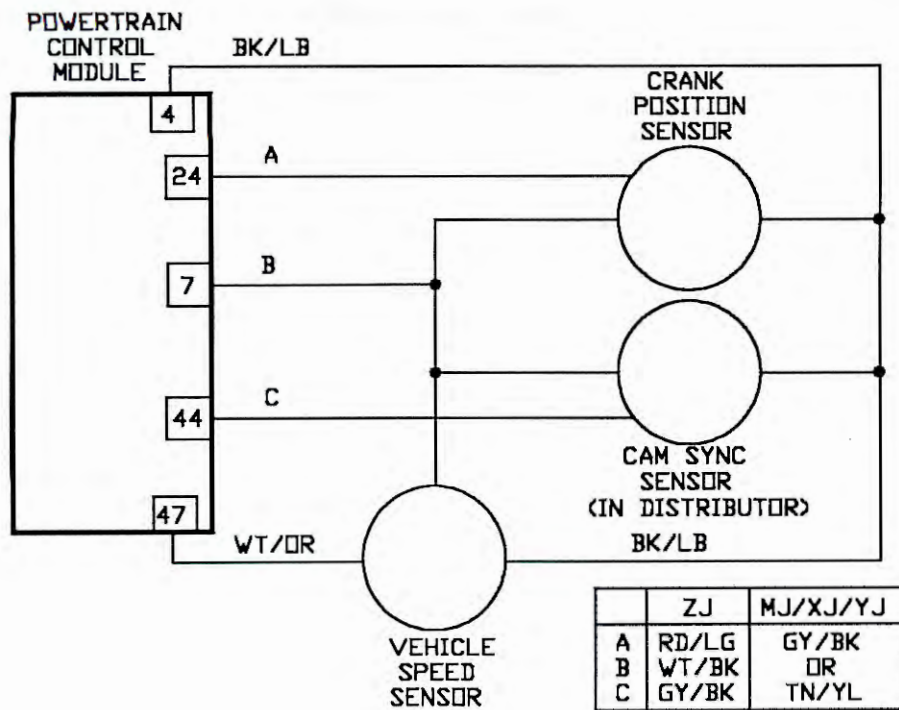 POWERTRAIN
CONTROL
MODULE
BK/LB
CRANK
POSITION
SENSOR
4
24
A
7
B
44
C
47
CAM SYNC
SENSOR
(IN DISTRIBUTOR)
WT/OR
BK/LB
VEHICLE
SPEED
SENSOR
ZJ MJ/XJ/YJ
A RD/LG GY/BK
B WT/BK OR
C GY/BK TN/YL